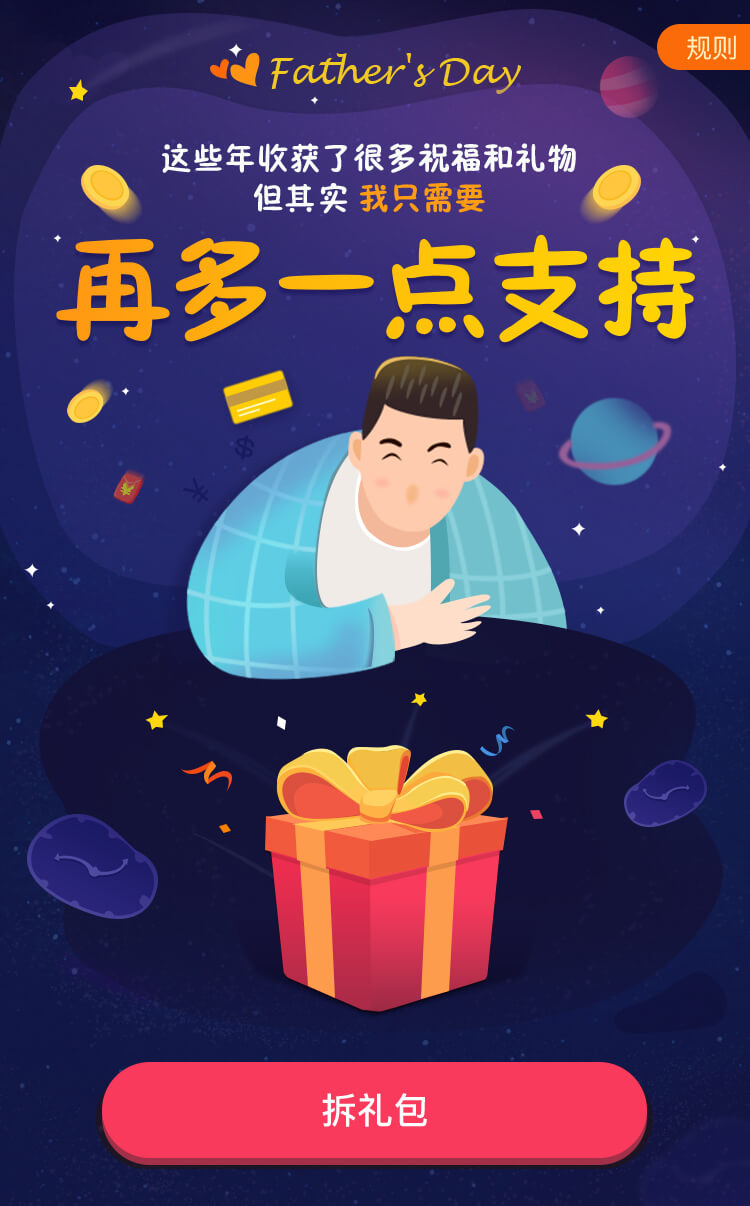 规则
Father's Day
这些年收获了很多祝福和礼物
但其实 我只需要
再多一点支持
$
¥
¥
拆礼包